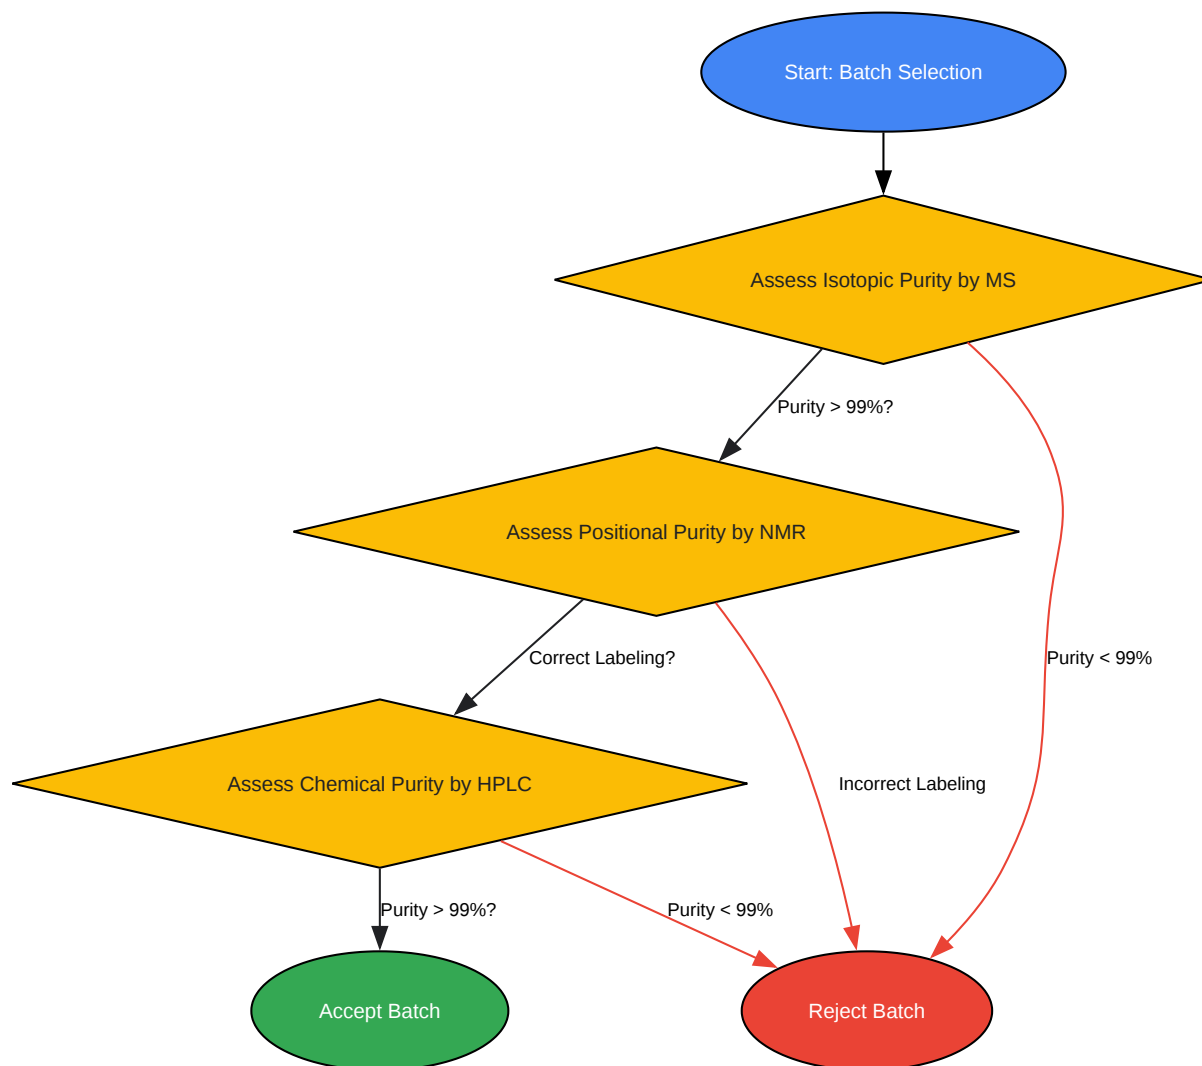 Start: Batch Selection
Assess Isotopic Purity by MS
Purity > 99%?
Assess Positional Purity by NMR
Correct Labeling?
Purity < 99%
Assess Chemical Purity by HPLC
Incorrect Labeling
Purity > 99%?
Purity < 99%
Accept Batch
Reject Batch